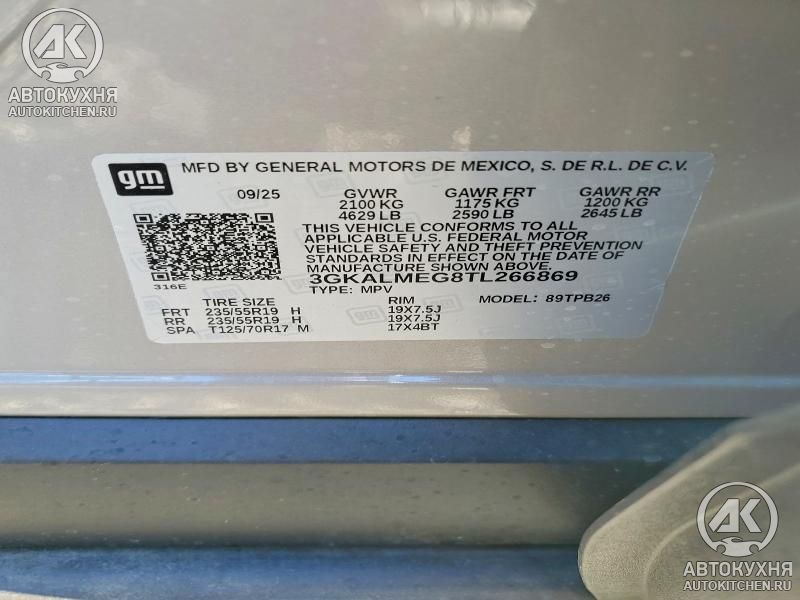 AK
АВТОКУХНЯ
AUTOKITCHEN.RU
gm MFD BY GENERAL MOTORS DE MEXICO, S. DE R.L. DE C.V.
09/25 GVWR GAWR FRT GAWR RR
2100 KG 1175 KG 1200 KG
4629 LB 2590 LB 2645 LB
THIS VEHICLE CONFORMS TO ALL
APPLICABLE U.S. FEDERAL MOTOR
VEHICLE SAFETY AND THEFT PREVENTION
STANDARDS IN EFFECT ON THE DATE OF
MANUFACTURE SHOWN ABOVE.
3GKALMEG8TL266869
316E TYPE: MPV MODEL: 89TPB26
TIRE SIZE RIM
FRT 235/55R19 H 19X7.5J
RR 235/55R19 H 19X7.5J
SPA T125/70R17 M 17X4BT
AK
АВТОКУХНЯ
AUTOKITCHEN.RU